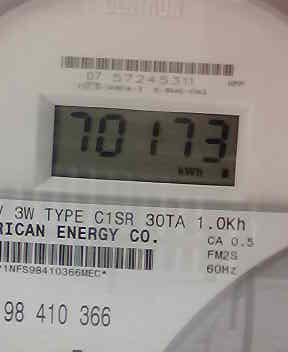 07 57245311
70173
kWh
V 3W TYPE C1SR 30TA 1.0Kh
RICAN ENERGY CO.
CA 0.5
FM2S
60Hz
*1NFS98410366MEC*
98 410 366